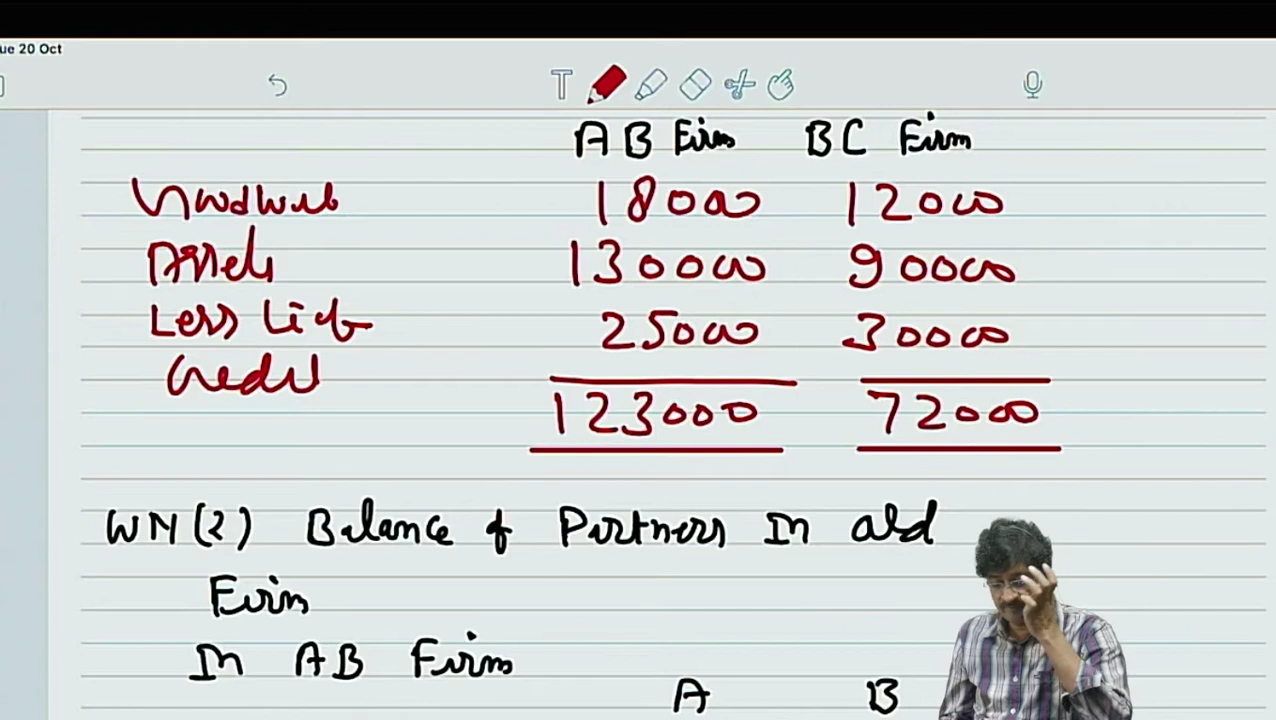 ue 20 Oct
T
AB Firm BC Firm
Goodwill 18000 12000
Assets 130000 90000
Less Liab 25000 30000
Credit
123000 72000
WN(2) Balance of Partners In old
Firm
In AB Firm
A B